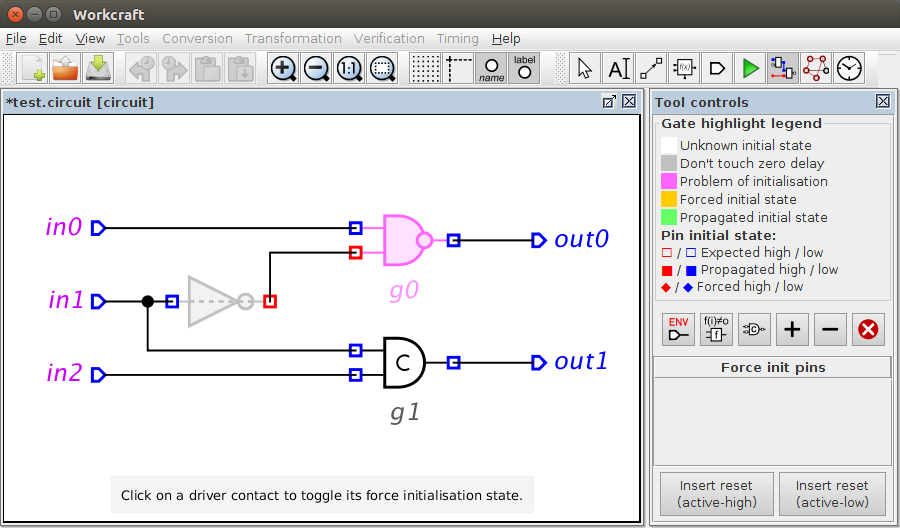 Workcraft
File Edit View Tools Conversion Transformation Verification Timing Help
1:1 name label AI f(x)
*test.circuit [circuit]
Tool controls
Gate highlight legend
Unknown initial state
Don't touch zero delay
Problem of initialisation
Forced initial state
Propagated initial state
Pin initial state:
/ Expected high / low
/ Propagated high / low
/ Forced high / low
ENV f(i)≠o f C
Force init pins
Insert reset (active-high)
Insert reset (active-low)
in0
out0
g0
in1
in2
C
out1
g1
Click on a driver contact to toggle its force initialisation state.